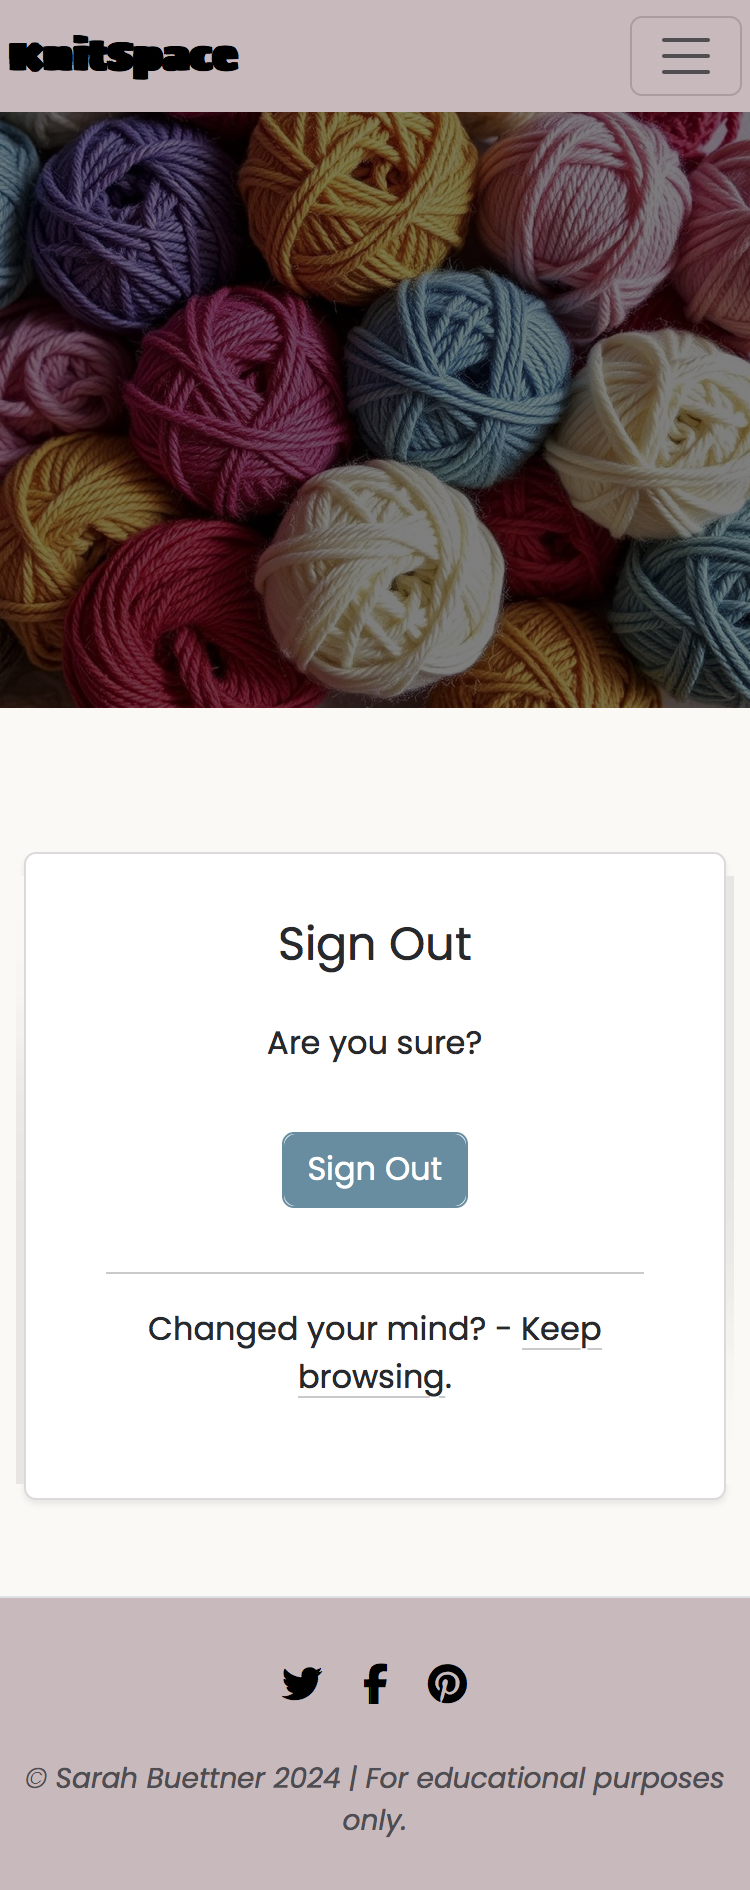 KnitSpace
Sign Out
Are you sure?
Sign Out
Changed your mind? - Keep
browsing.
© Sarah Buettner 2024 | For educational purposes
only.